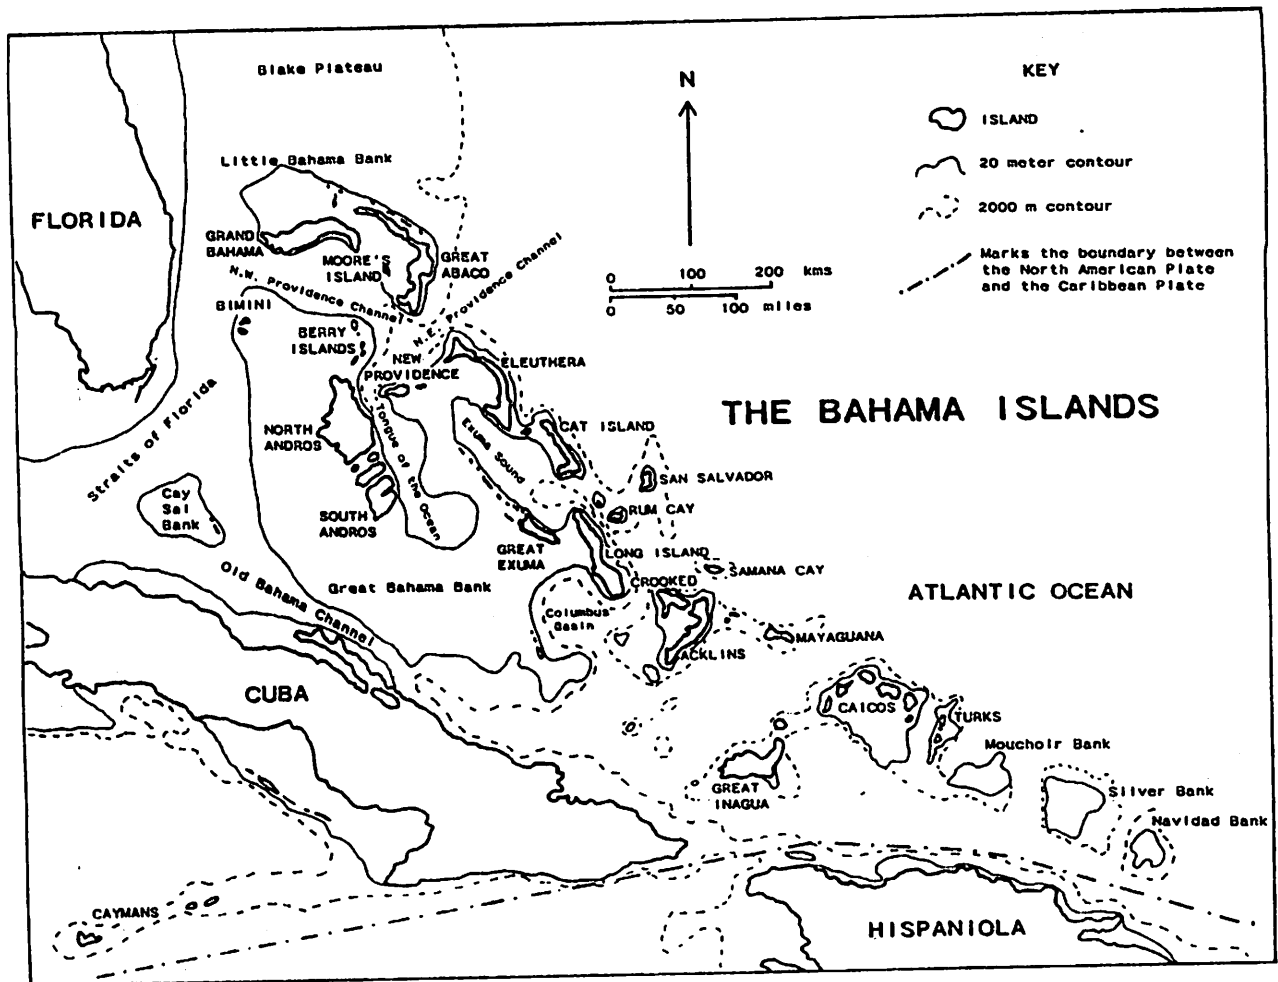 Blake Plateau
N
KEY
ISLAND
20 meter contour
2000 m contour
Marks the boundary between
the North American Plate
and the Caribbean Plate
Little Bahama Bank
FLORIDA
GRAND
BAHAMA
MOORE'S
ISLAND
GREAT
ABACO
N.W. Providence Channel
N.E. Providence Channel
0 100 200 kms
0 50 100 miles
BIMINI
BERRY
ISLANDS
NEW
PROVIDENCE
ELEUTHERA
THE BAHAMA ISLANDS
Straits of Florida
NORTH
ANDROS
Tongue of the Ocean
Exuma Sound
CAT ISLAND
SAN SALVADOR
Cay
Sal
Bank
SOUTH
ANDROS
RUM CAY
GREAT
EXUMA
LONG ISLAND
SAMANA CAY
Old Bahama Channel
Great Bahama Bank
CROOKED
Columbus
Basin
ATLANTIC OCEAN
ACKLINS
MAYAGUANA
CUBA
CAICOS
TURKS
Mouchoir Bank
GREAT
INAGUA
Silver Bank
Navidad Bank
CAYMANS
HISPANIOLA